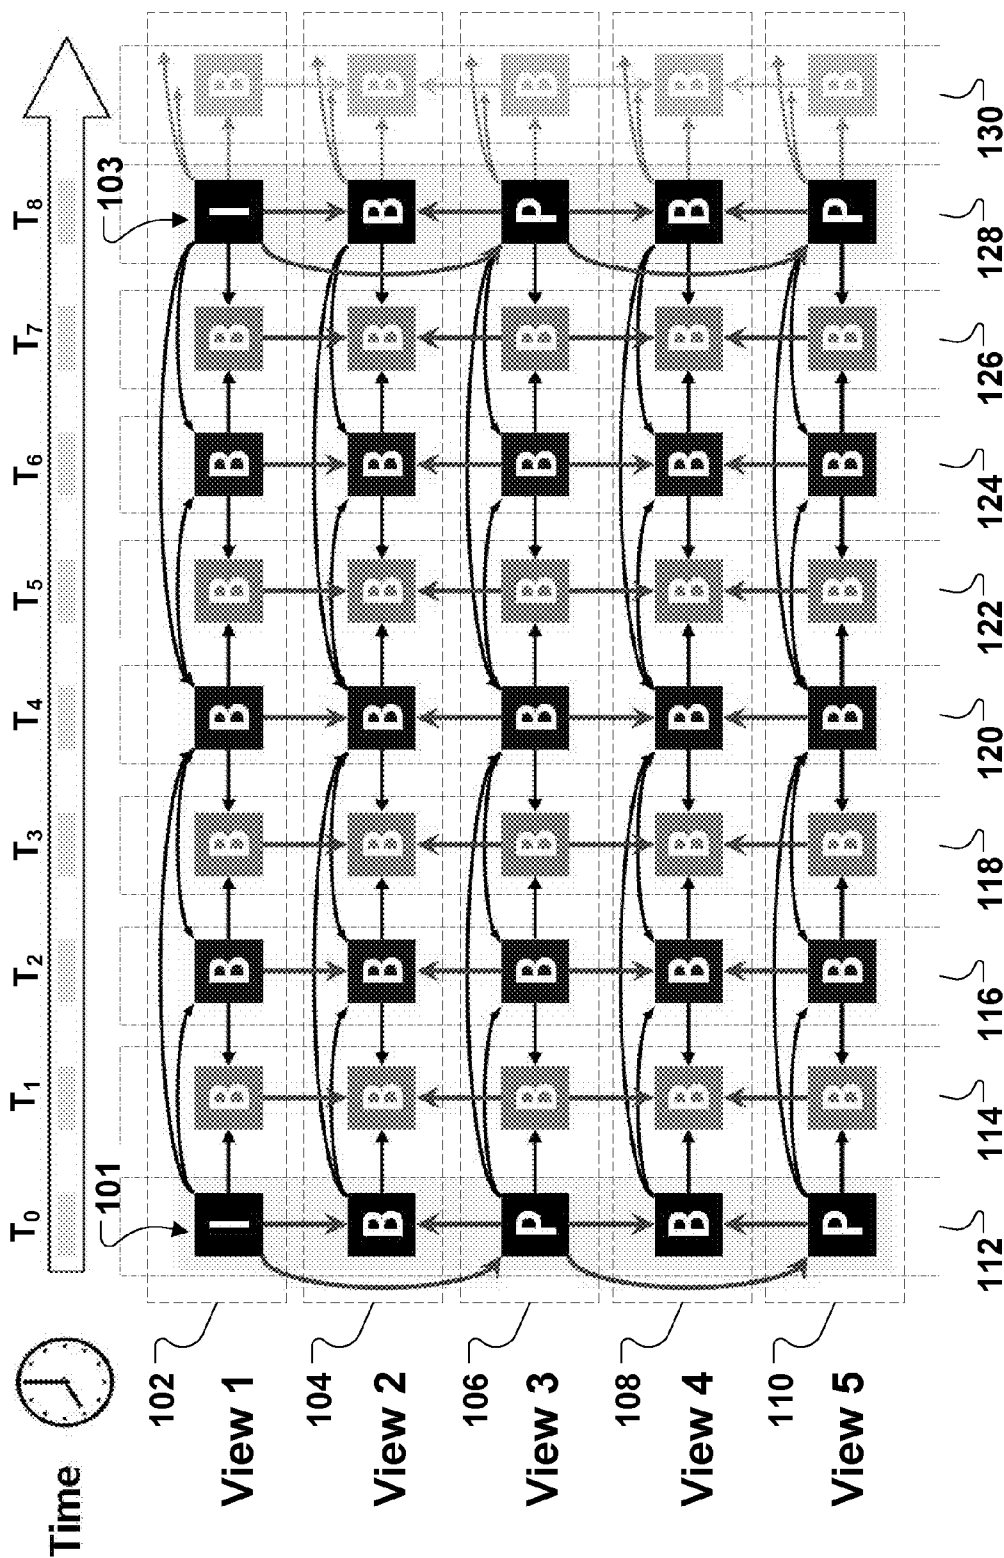 Time
T0 T1 T2 T3 T4 T5 T6 T7 T8
101 103
102
View 1 I B B B B B B B I B
104
View 2 B B B B B B B B B B
106
View 3 P B B B B B B B P B
108
View 4 B B B B B B B B B B
110
View 5 P B B B B B B B P B
112 114 116 118 120 122 124 126 128 130